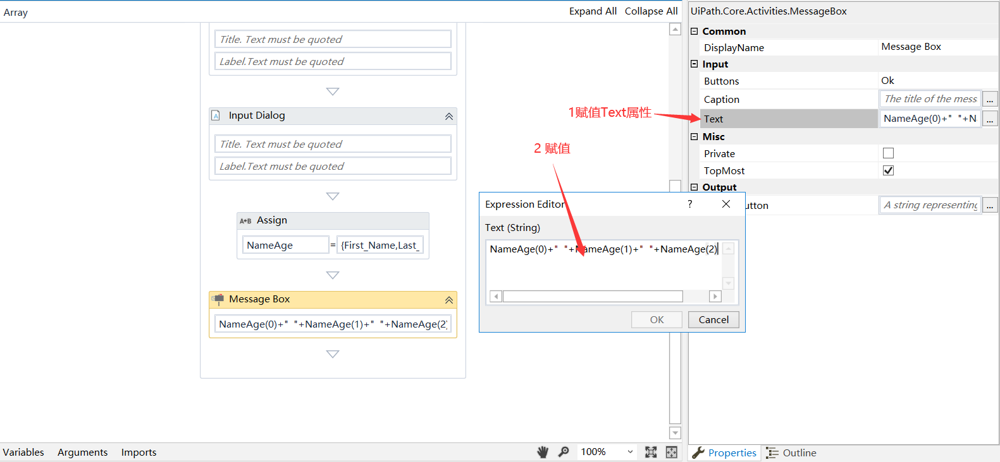 Array
Expand All
Collapse All
Title. Text must be quoted
Label.Text must be quoted
Input Dialog
Title. Text must be quoted
Label.Text must be quoted
A←B Assign
NameAge = {First_Name,Last_
Message Box
NameAge(0)+"  "+NameAge(1)+"  "+NameAge(2)
1赋值Text属性
2 赋值
Expression Editor
?
Text (String)
NameAge(0)+"  "+NameAge(1)+"  "+NameAge(2)
OK
Cancel
UiPath.Core.Activities.MessageBox
Common
DisplayName
Message Box
Input
Buttons
Ok
Caption
The title of the mess
...
Text
NameAge(0)+"  "+N
...
Misc
Private
TopMost
Output
utton
A string representing
...
Variables
Arguments
Imports
100%
Properties
Outline